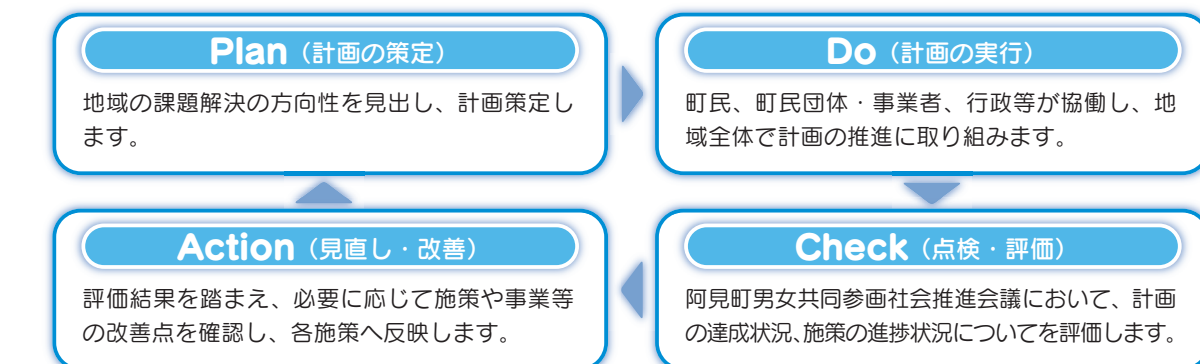 Plan（計画の策定）
地域の課題解決の方向性を見出し、計画策定し
ます。
Do（計画の実行）
町民、町民団体・事業者、行政等が協働し、地
域全体で計画の推進に取り組みます。
Action（見直し・改善）
評価結果を踏まえ、必要に応じて施策や事業等
の改善点を確認し、各施策へ反映します。
Check（点検・評価）
阿見町男女共同参画社会推進会議において、計画
の達成状況、施策の進捗状況についてを評価します。